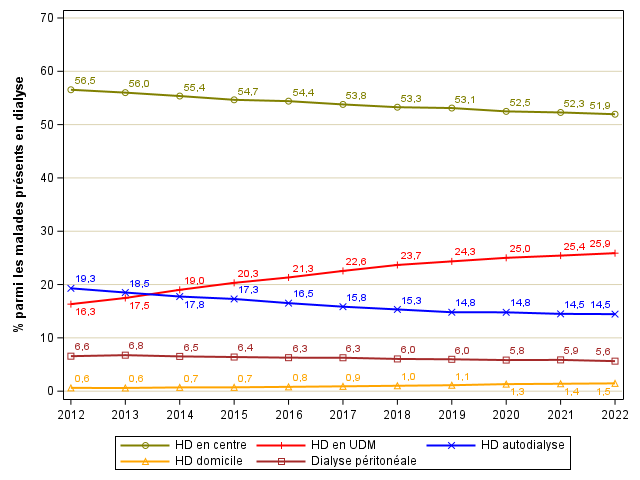 % parmi les malades présents en dialyse
70
60
50
40
30
20
10
0
56,5 56,0 55,4 54,7 54,4 53,8 53,3 53,1 52,5 52,3 51,9
16,3 17,5 19,0 20,3 21,3 22,6 23,7 24,3 25,0 25,4 25,9
19,3 18,5 17,8 17,3 16,5 15,8 15,3 14,8 14,8 14,5 14,5
6,6 6,8 6,5 6,4 6,3 6,3 6,0 6,0 5,8 5,9 5,6
0,6 0,6 0,7 0,7 0,8 0,9 1,0 1,1 1,3 1,4 1,5
2012 2013 2014 2015 2016 2017 2018 2019 2020 2021 2022
HD en centre HD en UDM HD autodialyse
HD domicile Dialyse péritonéale